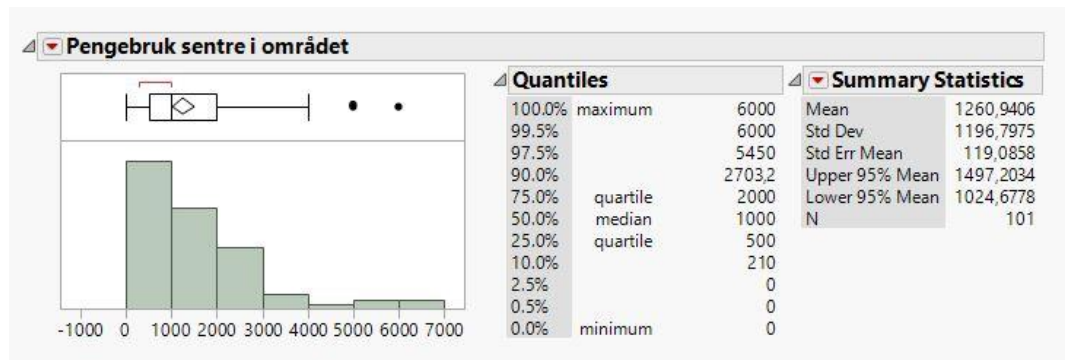 Pengebruk sentre i området
-1000 0 1000 2000 3000 4000 5000 6000 7000
Quantiles
100.0% maximum 6000
99.5% 6000
97.5% 5450
90.0% 2703,2
75.0% quartile 2000
50.0% median 1000
25.0% quartile 500
10.0% 210
2.5% 0
0.5% 0
0.0% minimum 0
Summary Statistics
Mean 1260,9406
Std Dev 1196,7975
Std Err Mean 119,0858
Upper 95% Mean 1497,2034
Lower 95% Mean 1024,6778
N 101